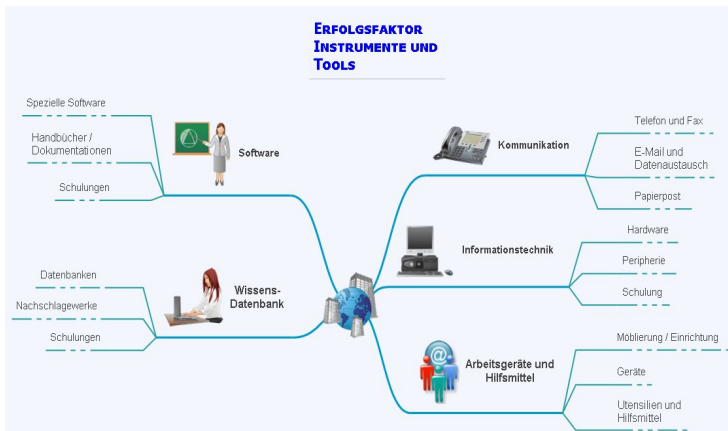 ERFOLGSFAKTOR
INSTRUMENTE UND
TOOLS
Spezielle Software
Handbücher /
Dokumentationen
Schulungen
Software
Datenbanken
Nachschlagewerke
Schulungen
Wissens-
Datenbank
Kommunikation
Telefon und Fax
E-Mail und
Datenaustausch
Papierpost
Informationstechnik
Hardware
Peripherie
Schulung
Arbeitsgeräte und
Hilfsmittel
Möblierung / Einrichtung
Geräte
Utensilien und
Hilfsmittel
@